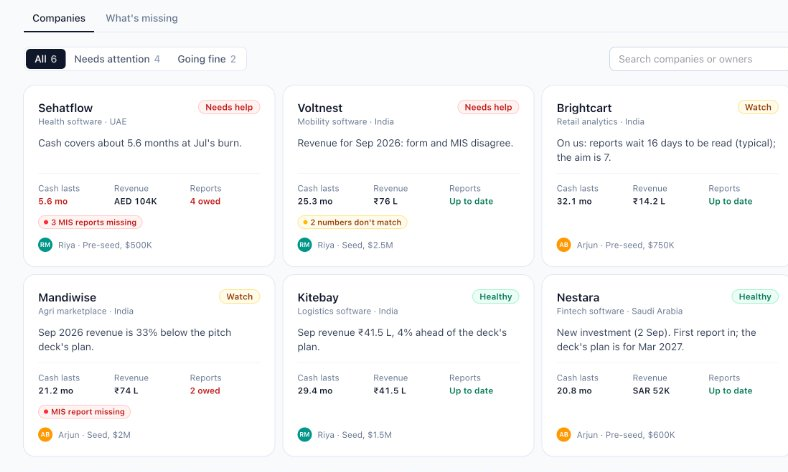 Companies What's missing
All 6 Needs attention 4 Going fine 2
Search companies or owners
Sehatflow Needs help
Health software · UAE
Cash covers about 5.6 months at Jul's burn.
Cash lasts Revenue Reports
5.6 mo AED 104K 4 owed
3 MIS reports missing
RM Riya · Pre-seed, $500K
Voltnest Needs help
Mobility software · India
Revenue for Sep 2026: form and MIS disagree.
Cash lasts Revenue Reports
25.3 mo ₹76 L Up to date
2 numbers don't match
RM Riya · Seed, $2.5M
Brightcart Watch
Retail analytics · India
On us: reports wait 16 days to be read (typical);
the aim is 7.
Cash lasts Revenue Reports
32.1 mo ₹14.2 L Up to date
AB Arjun · Pre-seed, $750K
Mandiwise Watch
Agri marketplace · India
Sep 2026 revenue is 33% below the pitch
deck's plan.
Cash lasts Revenue Reports
21.2 mo ₹74 L 2 owed
MIS report missing
AB Arjun · Seed, $2M
Kitebay Healthy
Logistics software · India
Sep revenue ₹41.5 L, 4% ahead of the deck's
plan.
Cash lasts Revenue Reports
29.4 mo ₹41.5 L Up to date
RM Riya · Seed, $1.5M
Nestara Healthy
Fintech software · Saudi Arabia
New investment (2 Sep). First report in; the
deck's plan is for Mar 2027.
Cash lasts Revenue Reports
20.8 mo SAR 52K Up to date
AB Arjun · Pre-seed, $600K